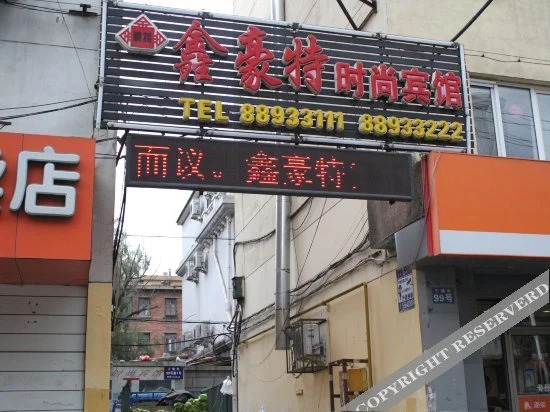 鑫豪特时尚宾馆
TEL 88933111 88933222
而议。鑫豪特
店
99号
COPYRIGHT RESERVED